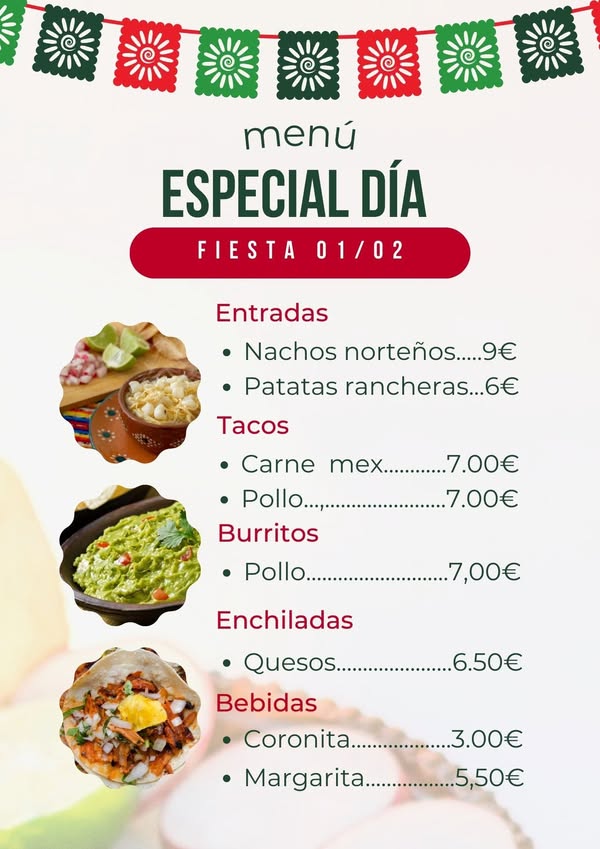 menú
ESPECIAL DÍA
FIESTA 01/02
Entradas
• Nachos norteños.....9€
• Patatas rancheras...6€
Tacos
• Carne  mex............7.00€
• Pollo...,.......................7.00€
Burritos
• Pollo...........................7,00€
Enchiladas
• Quesos......................6.50€
Bebidas
• Coronita...................3.00€
• Margarita.................5,50€